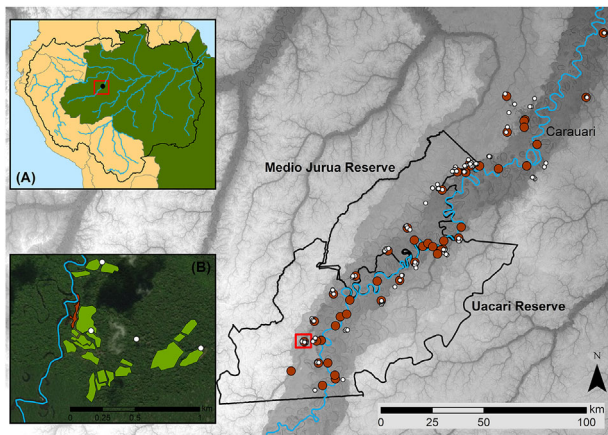 (A)
Medio Jurua Reserve
Carauari
(B)
Uacari Reserve
N
km
0 0.25 0.5 1
km
0 25 50 100